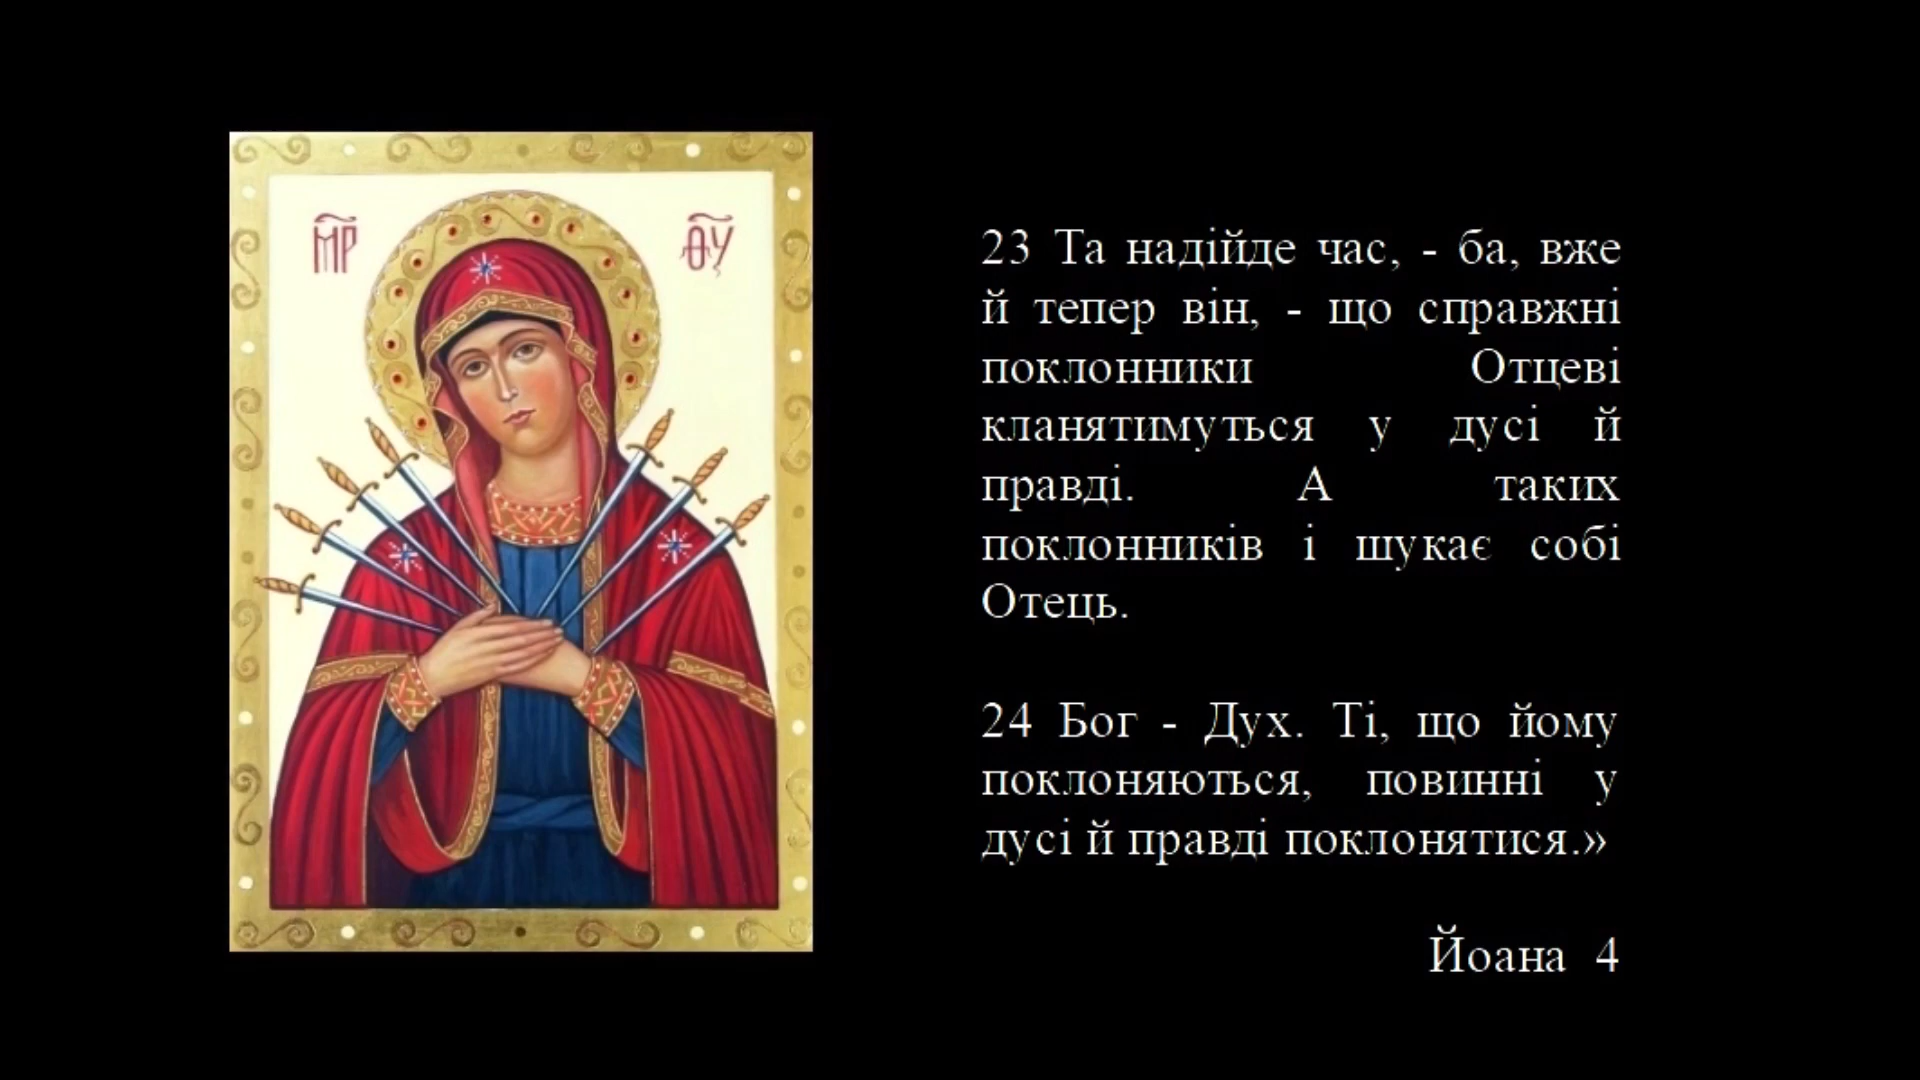 МР ΘУ
23 Та надійде час, - ба, вже
й тепер він, - що справжні
поклонники Отцеві
кланятимуться у дусі й
правді. А таких
поклонників і шукає собі
Отець.
24 Бог - Дух. Ті, що йому
поклоняються, повинні у
дусі й правді поклонятися.»
Йоана 4